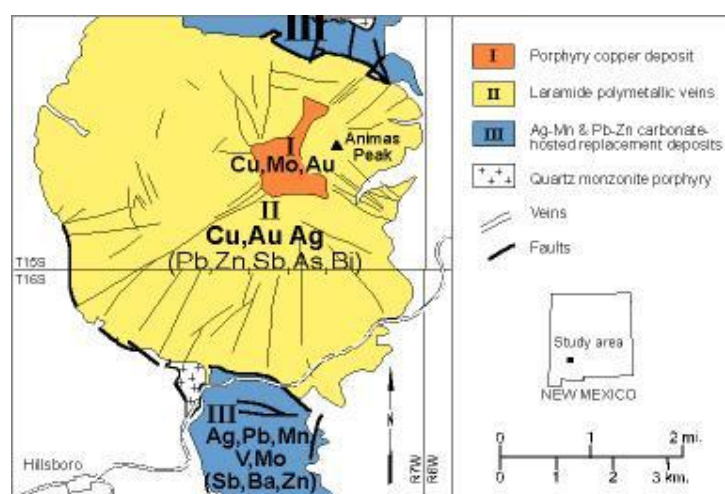 III
I
Cu,Mo,Au
Animas
Peak
II
Cu,Au Ag
(Pb,Zn,Sb,As,Bi)
T15S
T16S
III
Ag,Pb,Mn,
V,Mo
(Sb,Ba,Zn)
Hillsboro
N
R7W
R6W
I Porphyry copper deposit
II Laramide polymetallic veins
III Ag-Mn & Pb-Zn carbonate-
hosted replacement deposits
Quartz monzonite porphyry
Veins
Faults
Study area
NEW MEXICO
0 1 2 mi.
0 1 2 3 km.